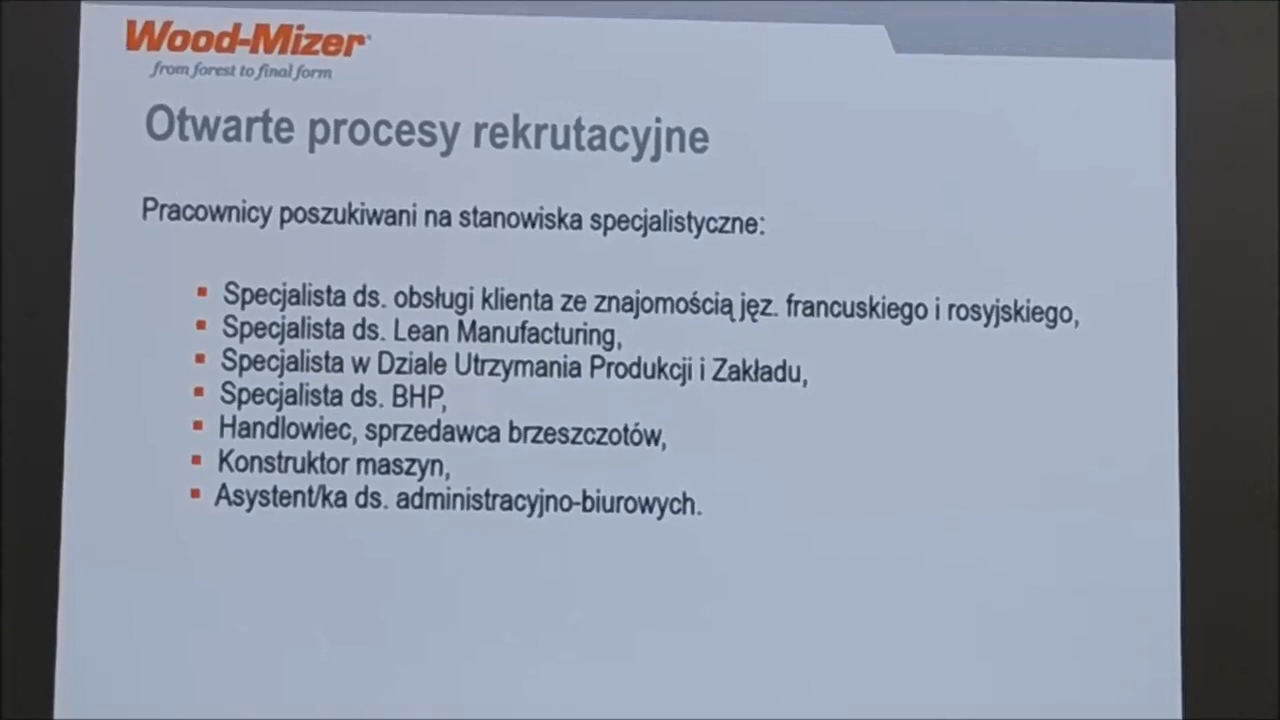 Wood-Mizer
from forest to final form
Otwarte procesy rekrutacyjne
Pracownicy poszukiwani na stanowiska specjalistyczne:
Specjalista ds. obsługi klienta ze znajomością jęz. francuskiego i rosyjskiego,
Specjalista ds. Lean Manufacturing,
Specjalista w Dziale Utrzymania Produkcji i Zakładu,
Specjalista ds. BHP,
Handlowiec, sprzedawca brzeszczotów,
Konstruktor maszyn,
Asystent/ka ds. administracyjno-biurowych.